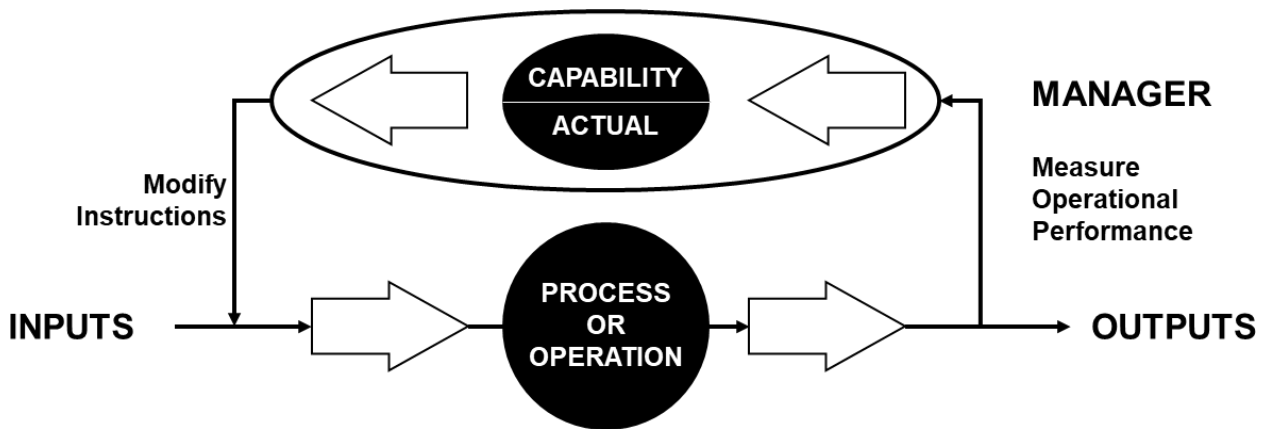 CAPABILITY
ACTUAL
MANAGER
Measure
Operational
Performance
Modify
Instructions
INPUTS
PROCESS
OR
OPERATION
OUTPUTS